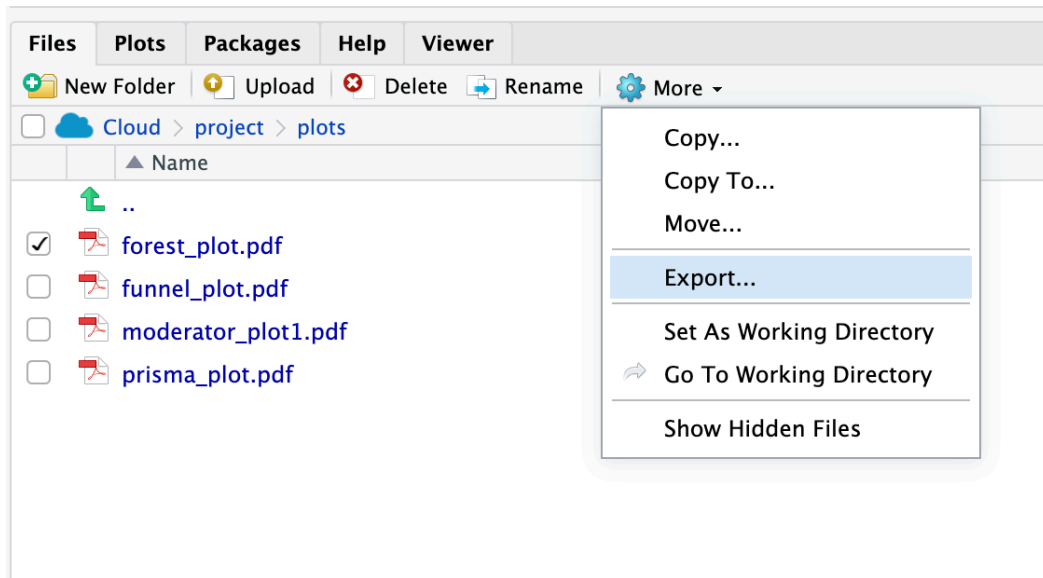 Files Plots Packages Help Viewer
New Folder Upload Delete Rename More
Cloud > project > plots
Name
..
forest_plot.pdf
funnel_plot.pdf
moderator_plot1.pdf
prisma_plot.pdf
Copy...
Copy To...
Move...
Export...
Set As Working Directory
Go To Working Directory
Show Hidden Files